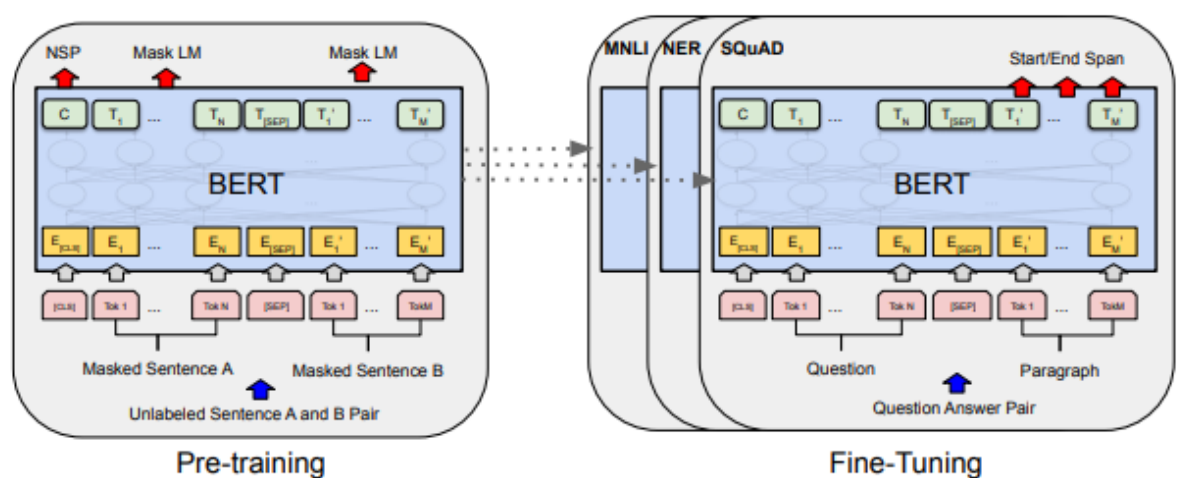 NSP Mask LM Mask LM
C T1 ... TN T[SEP] T1' ... TM'
...
BERT
...
E[CLS] E1 ... EN E[SEP] E1' ... EM'
[CLS] Tok 1 ... Tok N [SEP] Tok 1 ... TokM
Masked Sentence A Masked Sentence B
Unlabeled Sentence A and B Pair
Pre-training
MNLI NER SQuAD
Start/End Span
C T1 ... TN T[SEP] T1' ... TM'
...
BERT
...
E[CLS] E1 ... EN E[SEP] E1' ... EM'
[CLS] Tok 1 ... Tok N [SEP] Tok 1 ... TokM
Question Paragraph
Question Answer Pair
Fine-Tuning